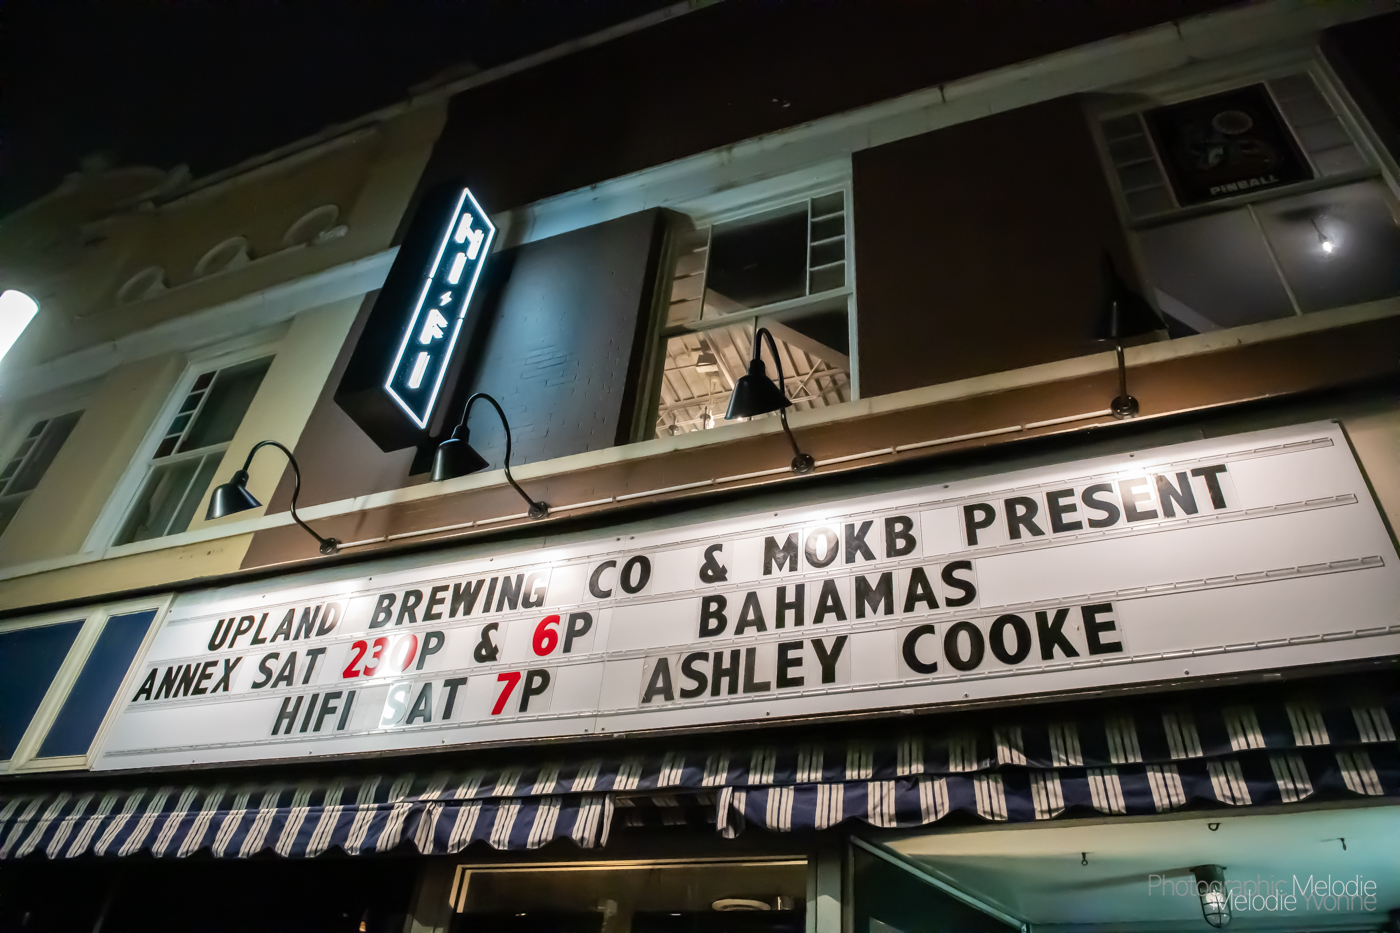 HI-FI
PINBALL
UPLAND BREWING CO & MOKB PRESENT
ANNEX SAT 230P & 6P BAHAMAS
HIFI SAT 7P ASHLEY COOKE
Photographic Melodie
Melodie Yvonne